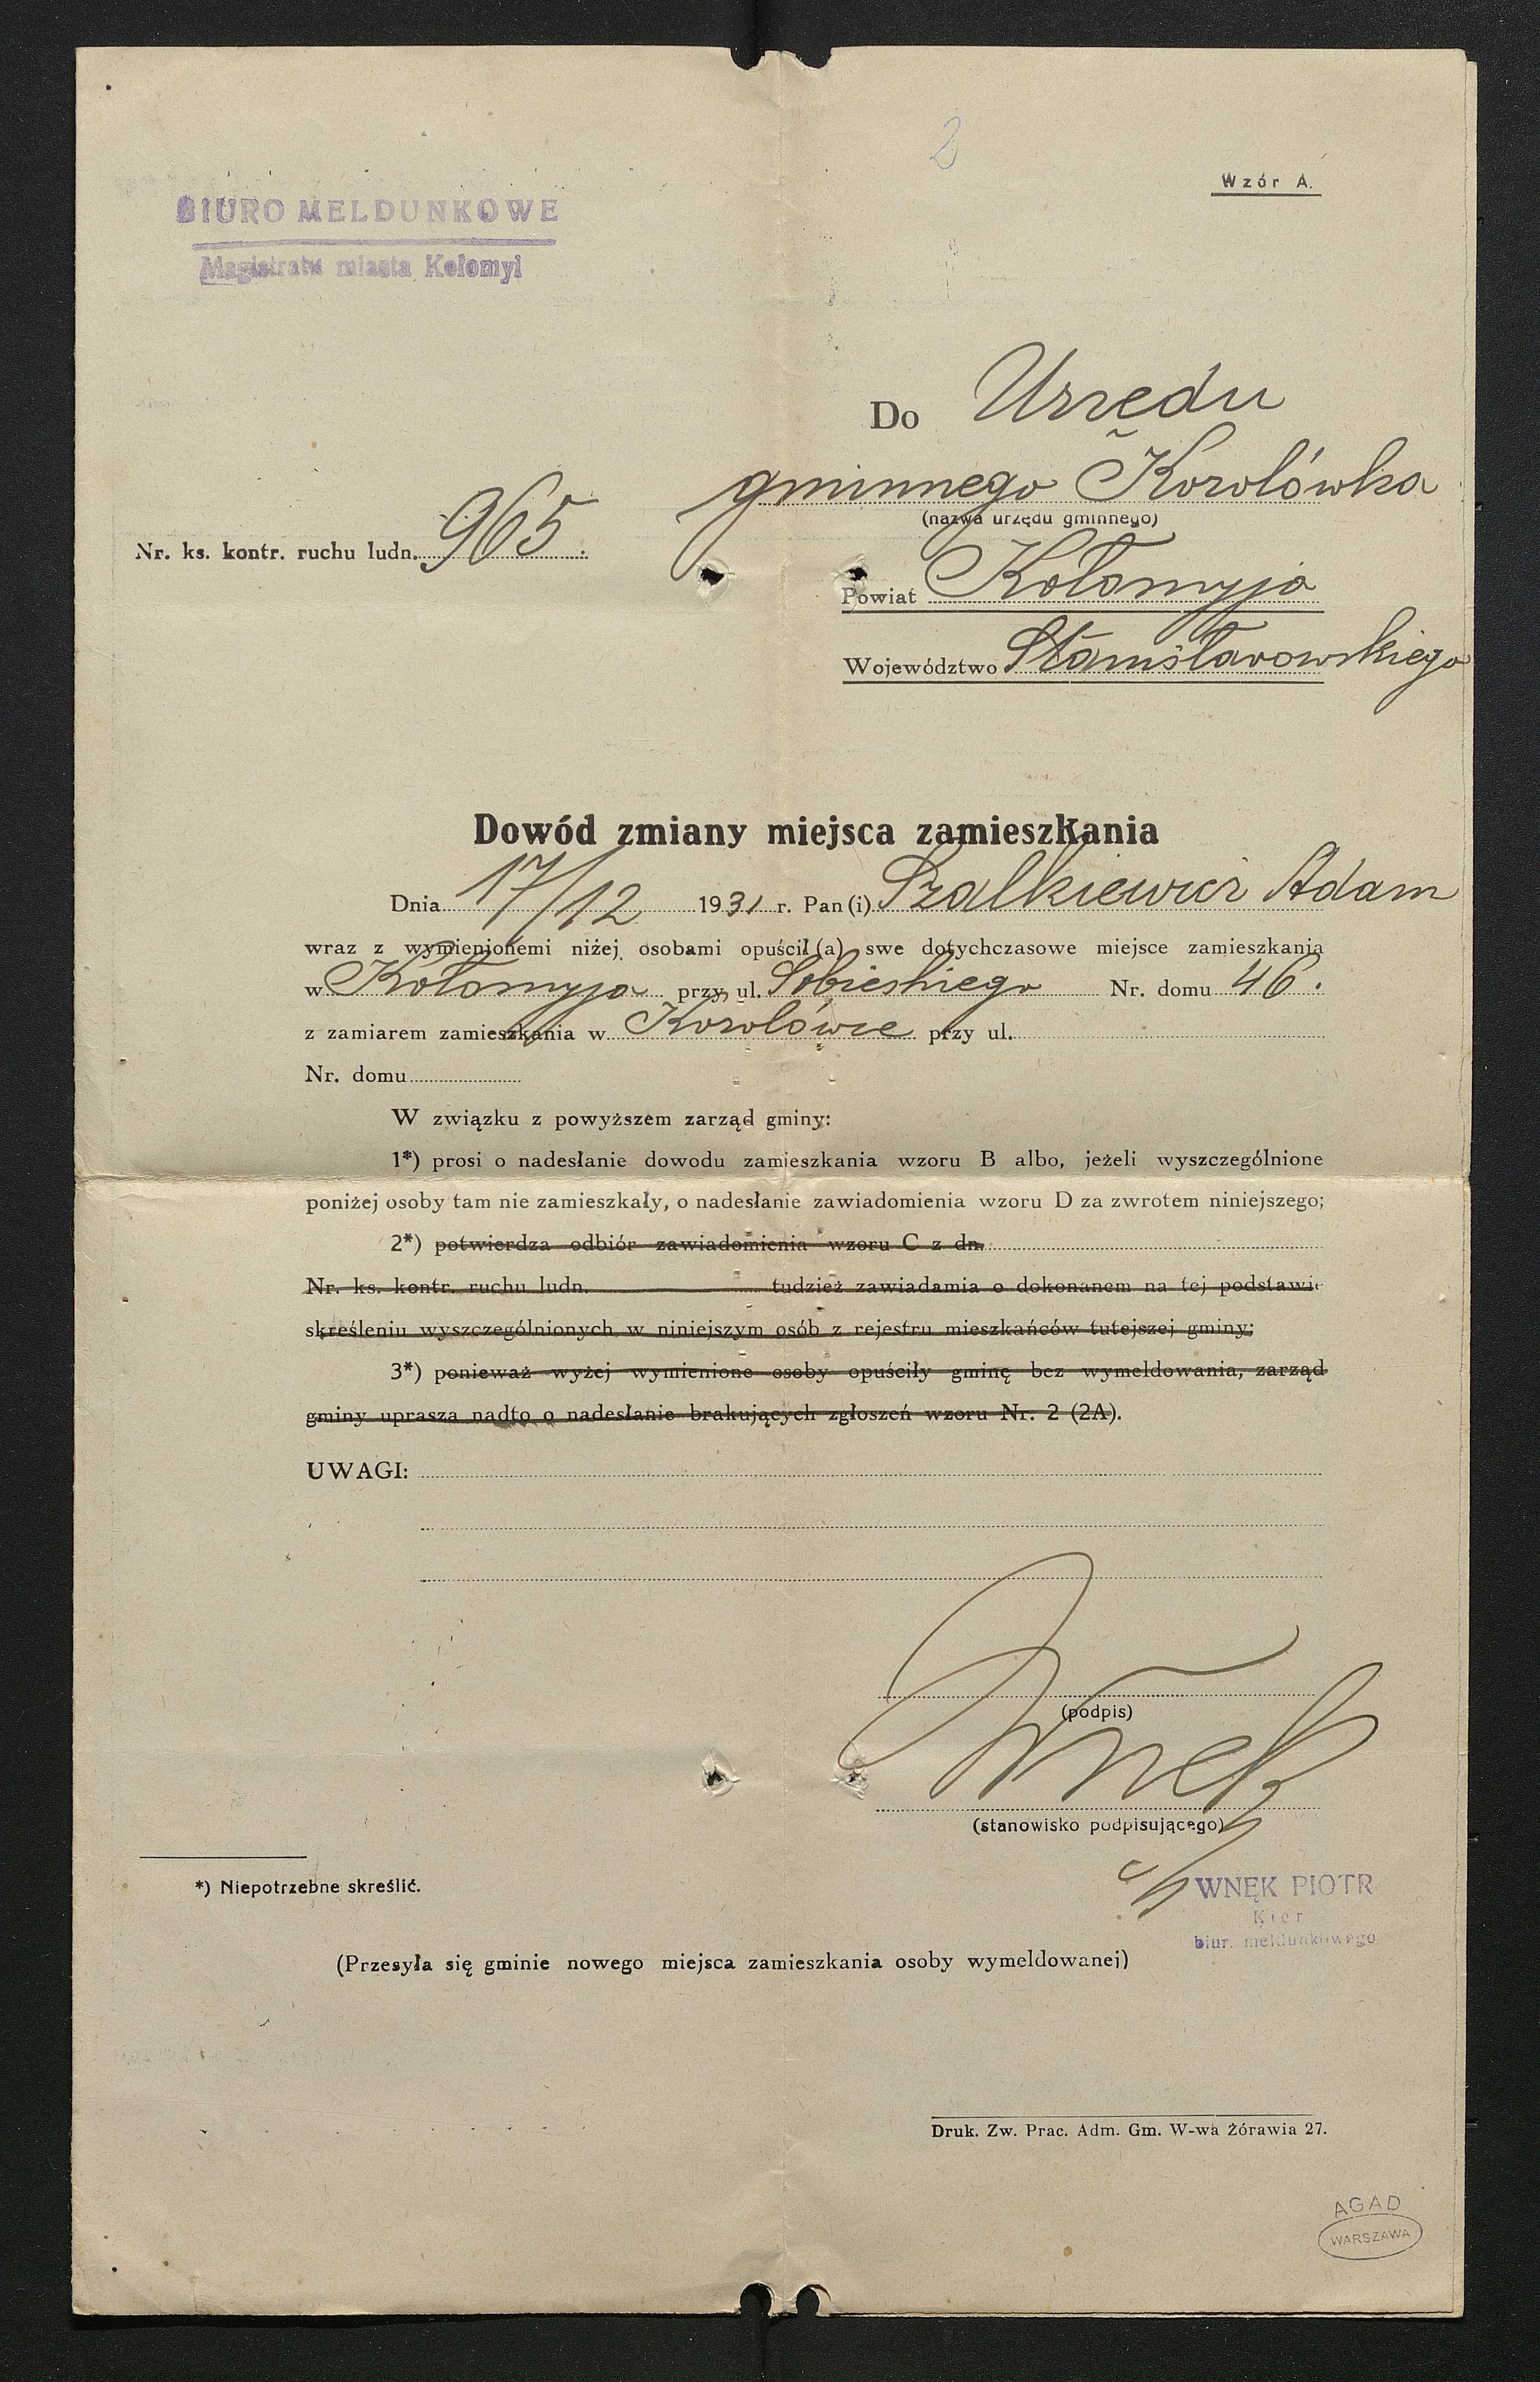 2
Wzór A.
BIURO MELDUNKOWE
Magistratu miasta Kołomyi
Do Urzędu
gminnego Korolówka
(nazwa urzędu gminnego)
Nr. ks. kontr. ruchu ludn. 965.
Powiat Kołomyja
Województwo Stanisławowskiego
Dowód zmiany miejsca zamieszkania
Dnia 17/12 1931 r. Pan(i) Szalkiewicz Adam
wraz z wymienionemi niżej osobami opuścił(a) swe dotychczasowe miejsce zamieszkania
w Kołomyja przy ul. Sobieskiego Nr. domu 46.
z zamiarem zamieszkania w Korolówce przy ul.
Nr. domu
W związku z powyższem zarząd gminy:
1*) prosi o nadesłanie dowodu zamieszkania wzoru B albo, jeżeli wyszczególnione
poniżej osoby tam nie zamieszkały, o nadesłanie zawiadomienia wzoru D za zwrotem niniejszego;
2*) potwierdza odbiór zawiadomienia wzoru C z dn.
Nr. ks. kontr. ruchu ludn. tudzież zawiadamia o dokonanem na tej podstawie
skreśleniu wyszczególnionych w niniejszym osób z rejestru mieszkańców tutejszej gminy;
3*) ponieważ wyżej wymienione osoby opuściły gminę bez wymeldowania, zarząd
gminy uprasza nadto o nadesłanie brakujących zgłoszeń wzoru Nr. 2 (2A).
UWAGI:
(podpis)
Wnęk
(stanowisko podpisującego)
*) Niepotrzebne skreślić.
WNĘK PIOTR
Kier
biur. meldunkowego
(Przesyła się gminie nowego miejsca zamieszkania osoby wymeldowanej)
Druk. Zw. Prac. Adm. Gm. W-wa Żórawia 27.
AGAD
WARSZAWA